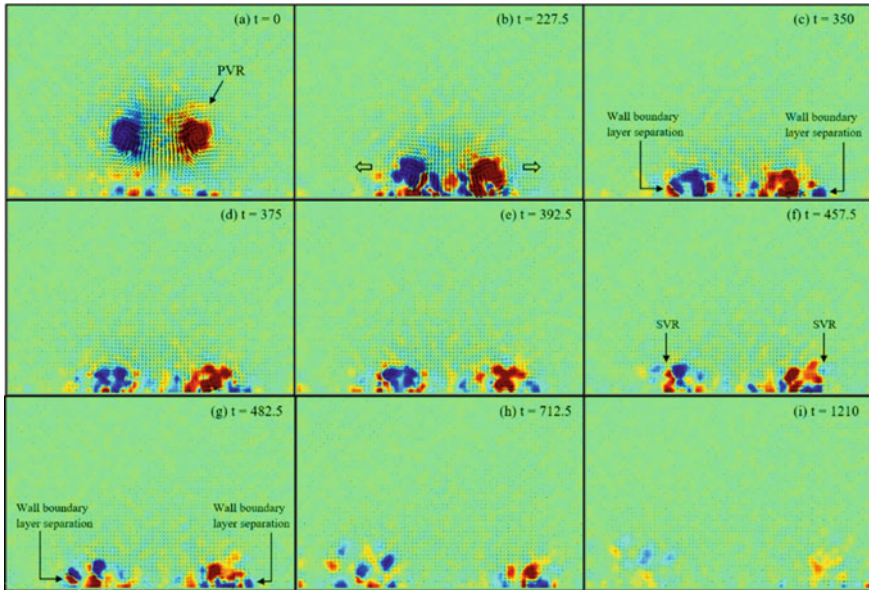 (a) t = 0
PVR
(b) t = 227.5
(c) t = 350
Wall boundary
layer separation
Wall boundary
layer separation
(d) t = 375
(e) t = 392.5
(f) t = 457.5
SVR
SVR
(g) t = 482.5
Wall boundary
layer separation
Wall boundary
layer separation
(h) t = 712.5
(i) t = 1210